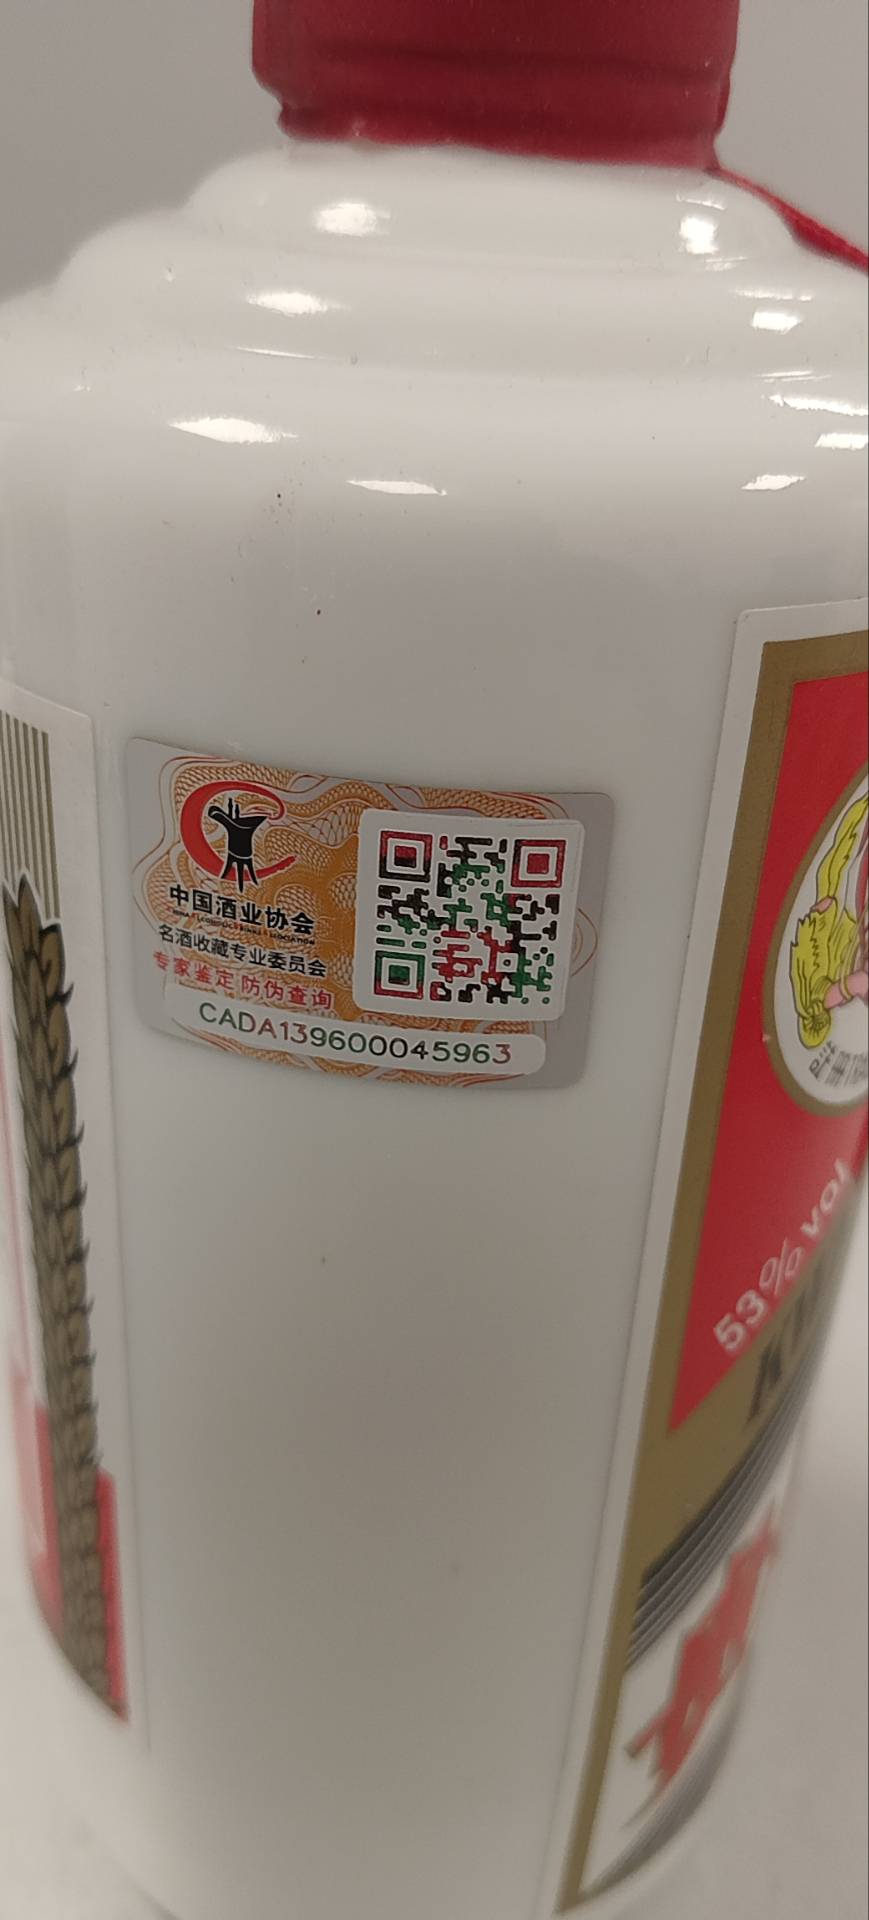 中国酒业协会
名酒收藏专业委员会
专家鉴定 防伪查询
CADA139600045963
53% vol